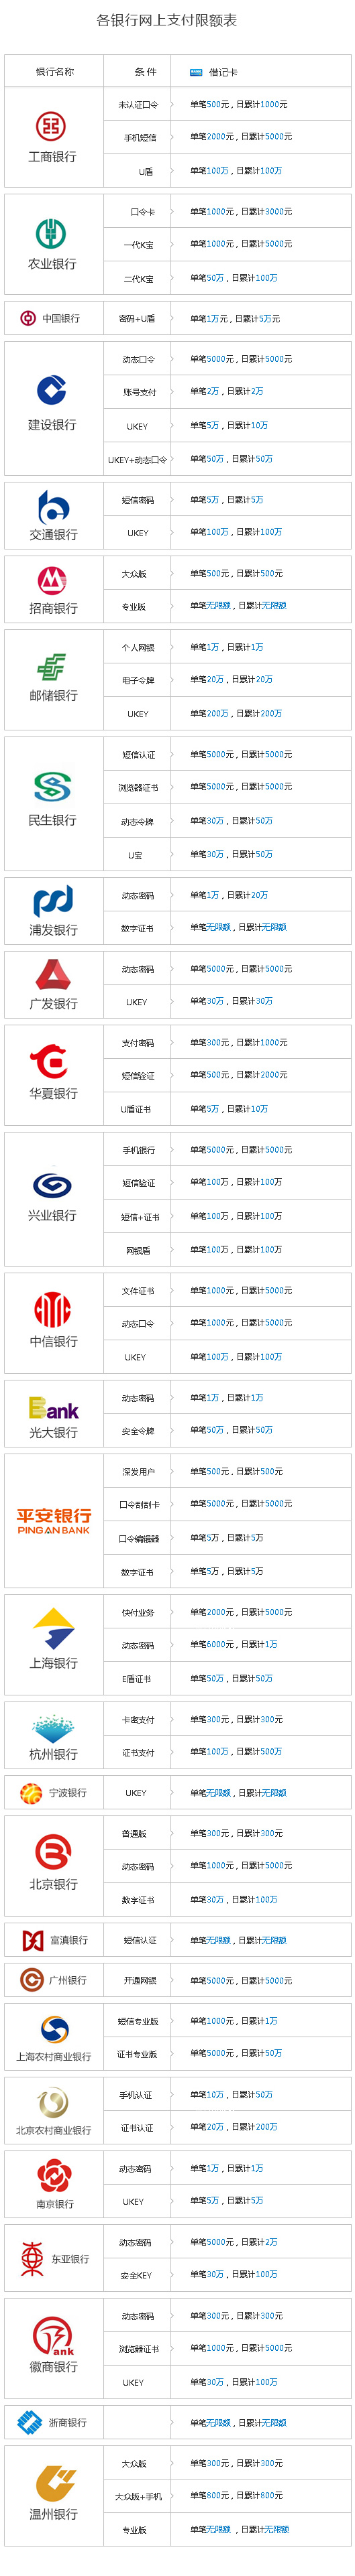 各银行网上支付限额表
银行名称 条 件 借记卡
工商银行
未认证口令 单笔500元，日累计1000元
手机短信 单笔2000元，日累计5000元
U盾 单笔100万，日累计100万
农业银行
口令卡 单笔1000元，日累计3000元
一代K宝 单笔1000元，日累计5000元
二代K宝 单笔50万，日累计100万
中国银行 密码+U盾 单笔1万元，日累计5万元
建设银行
动态口令 单笔5000元，日累计5000元
账号支付 单笔2万，日累计2万
UKEY 单笔5万，日累计10万
UKEY+动态口令 单笔50万，日累计50万
交通银行
短信密码 单笔5万，日累计5万
UKEY 单笔100万，日累计100万
招商银行
大众版 单笔500元，日累计500元
专业版 单笔无限额，日累计无限额
邮储银行
个人网银 单笔1万，日累计1万
电子令牌 单笔20万，日累计20万
UKEY 单笔200万，日累计200万
民生银行
短信认证 单笔5000元，日累计5000元
浏览器证书 单笔5000元，日累计5000元
动态令牌 单笔30万，日累计50万
U宝 单笔30万，日累计50万
浦发银行
动态密码 单笔1万，日累计20万
数字证书 单笔无限额，日累计无限额
广发银行
动态密码 单笔5000元，日累计5000元
UKEY 单笔30万，日累计30万
华夏银行
支付密码 单笔300元，日累计1000元
短信验证 单笔500元，日累计2000元
U盾证书 单笔5万，日累计10万
兴业银行
手机银行 单笔5000元，日累计5000元
短信验证 单笔100万，日累计100万
短信+证书 单笔100万，日累计100万
网银盾 单笔100万，日累计100万
中信银行
文件证书 单笔1000元，日累计5000元
动态口令 单笔1000元，日累计5000元
UKEY 单笔100万，日累计100万
Bank
光大银行
动态密码 单笔1万，日累计1万
安全令牌 单笔50万，日累计50万
平安银行
PING AN BANK
深发用户 单笔500元，日累计500元
口令刮刮卡 单笔5000元，日累计5000元
口令编辑器 单笔5万，日累计5万
数字证书 单笔5万，日累计5万
上海银行
快付业务 单笔2000元，日累计5000元
动态密码 单笔6000元，日累计1万
E盾证书 单笔50万，日累计50万
杭州银行
卡密支付 单笔300元，日累计300元
证书支付 单笔100万，日累计500万
宁波银行 UKEY 单笔无限额，日累计无限额
北京银行
普通版 单笔300元，日累计300元
动态密码 单笔1000元，日累计5000元
数字证书 单笔30万，日累计100万
富滇银行 短信认证 单笔无限额，日累计无限额
广州银行 开通网银 单笔5000元，日累计5000元
上海农村商业银行
短信专业版 单笔1000元，日累计1万
证书专业版 单笔5000元，日累计50万
北京农村商业银行
手机认证 单笔10万，日累计50万
证书认证 单笔20万，日累计200万
南京银行
动态密码 单笔1万，日累计1万
UKEY 单笔5万，日累计5万
东亚银行
动态密码 单笔5000元，日累计2万
安全KEY 单笔30万，日累计100万
ank
徽商银行
动态密码 单笔300元，日累计300元
浏览器证书 单笔1000元，日累计5000元
UKEY 单笔30万，日累计100万
浙商银行 单笔无限额，日累计无限额
温州银行
大众版 单笔300元，日累计300元
大众版+手机 单笔800元，日累计800元
专业版 单笔无限额，日累计无限额